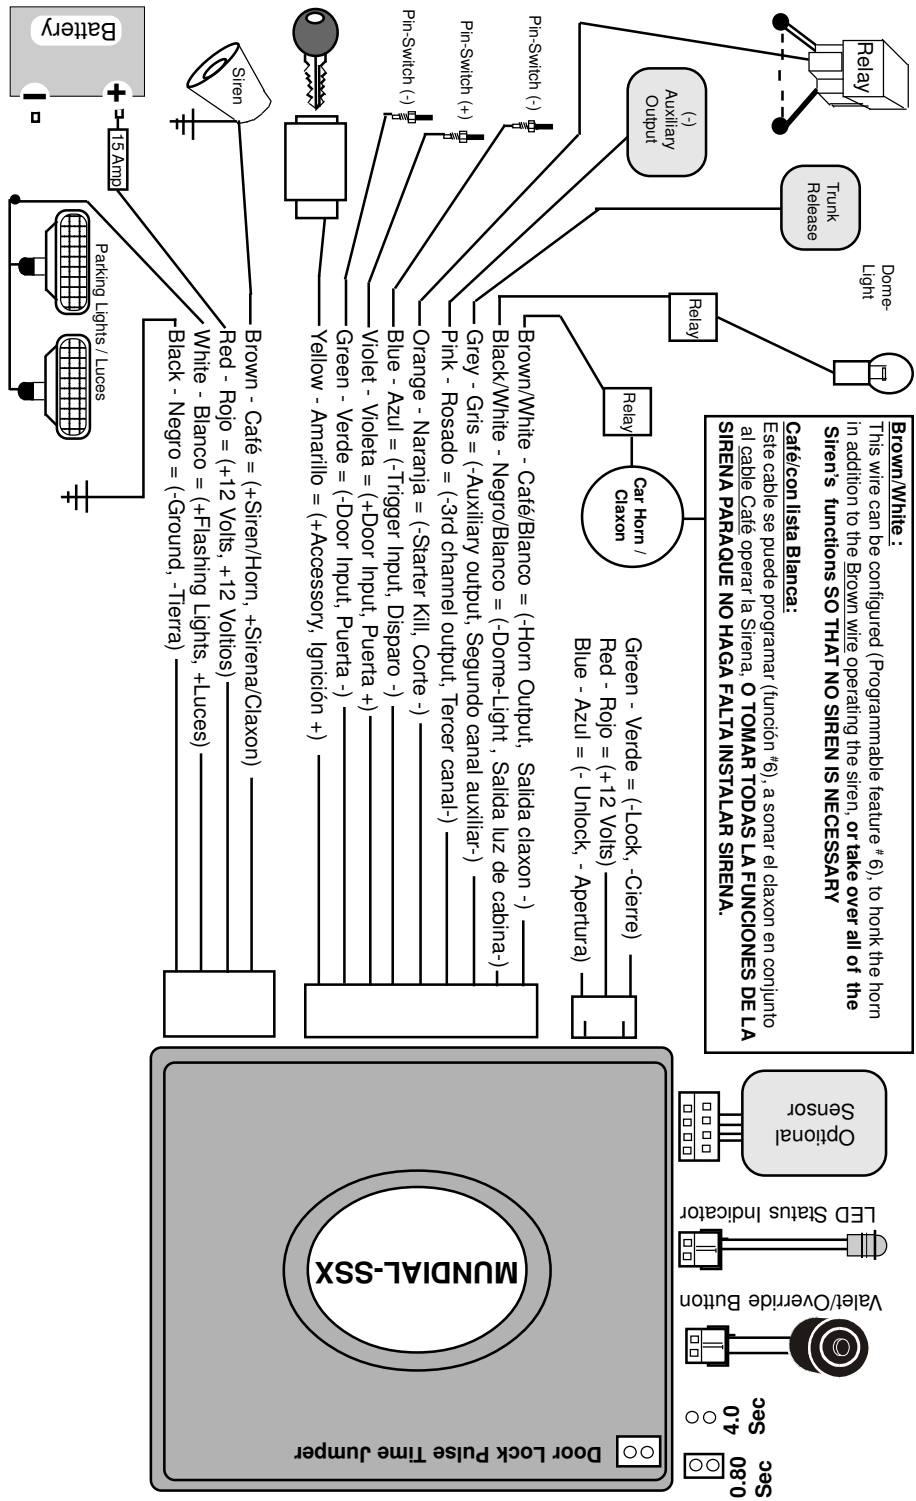 Battery
15 Amp
Siren
Parking Lights / Luces
Pin-Switch (-)
Pin-Switch (+)
Pin-Switch (-)
Relay
(-)
Auxiliary
Output
Trunk
Release
Dome-
Light
Relay
Relay
Car Horn /
Claxon
Brown/White :
This wire can be configured (Programmable feature # 6), to honk the horn
in addition to the Brown wire operating the siren, or take over all of the
Siren's functions SO THAT NO SIREN IS NECESSARY
Café/con lista Blanca:
Este cable se puede programar (función #6), a sonar el claxon en conjunto
al cable Café operar la Sirena, O TOMAR TODAS LA FUNCIONES DE LA
SIRENA PARAQUE NO HAGA FALTA INSTALAR SIRENA.
Green - Verde = (-Lock, -Cierre)
Red - Rojo = (+12 Volts)
Blue - Azul = (- Unlock, - Apertura)
Brown/White - Café/Blanco = (-Horn Output, Salida claxon -)
Black/White - Negro/Blanco = (-Dome-Light , Salida luz de cabina-)
Grey - Gris = (-Auxiliary output, Segundo canal auxiliar-)
Pink - Rosado = (-3rd channel output, Tercer canal-)
Orange - Naranja = (-Starter Kill, Corte -)
Blue - Azul = (-Trigger Input, Disparo -)
Violet - Violeta = (+Door Input, Puerta +)
Green - Verde = (-Door Input, Puerta -)
Yellow - Amarillo = (+Accessory, Ignición +)
Brown - Café = (+Siren/Horn, +Sirena/Claxon)
Red - Rojo = (+12 Volts, +12 Voltios)
White - Blanco = (+Flashing Lights, +Luces)
Black - Negro = (-Ground, -Tierra)
Optional
Sensor
LED Status Indicator
Valet/Override Button
4.0
Sec
0.80
Sec
MUNDIAL-SSX
Door Lock Pulse Time Jumper